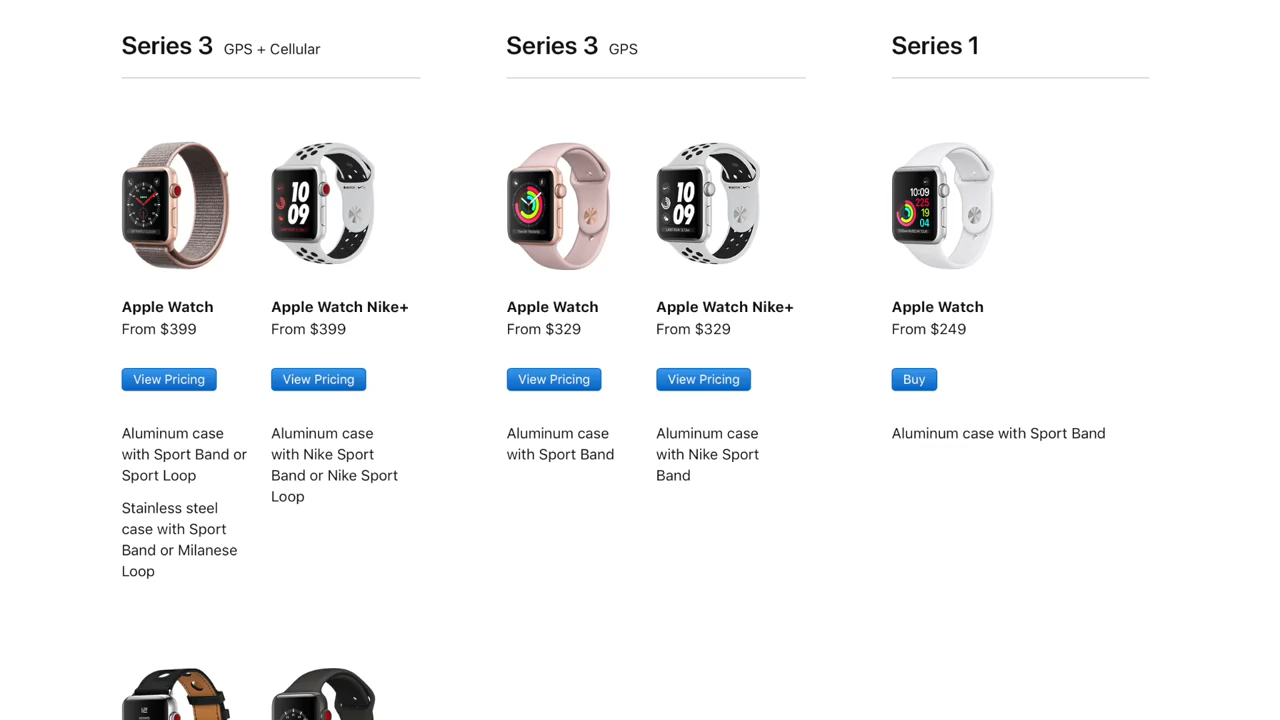 Series 3 GPS + Cellular
Series 3 GPS
Series 1
10
09
10
09
10:09
225
19
04
Apple Watch
From $399
View Pricing
Aluminum case
with Sport Band or
Sport Loop
Stainless steel
case with Sport
Band or Milanese
Loop
Apple Watch Nike+
From $399
View Pricing
Aluminum case
with Nike Sport
Band or Nike Sport
Loop
Apple Watch
From $329
View Pricing
Aluminum case
with Sport Band
Apple Watch Nike+
From $329
View Pricing
Aluminum case
with Nike Sport
Band
Apple Watch
From $249
Buy
Aluminum case with Sport Band